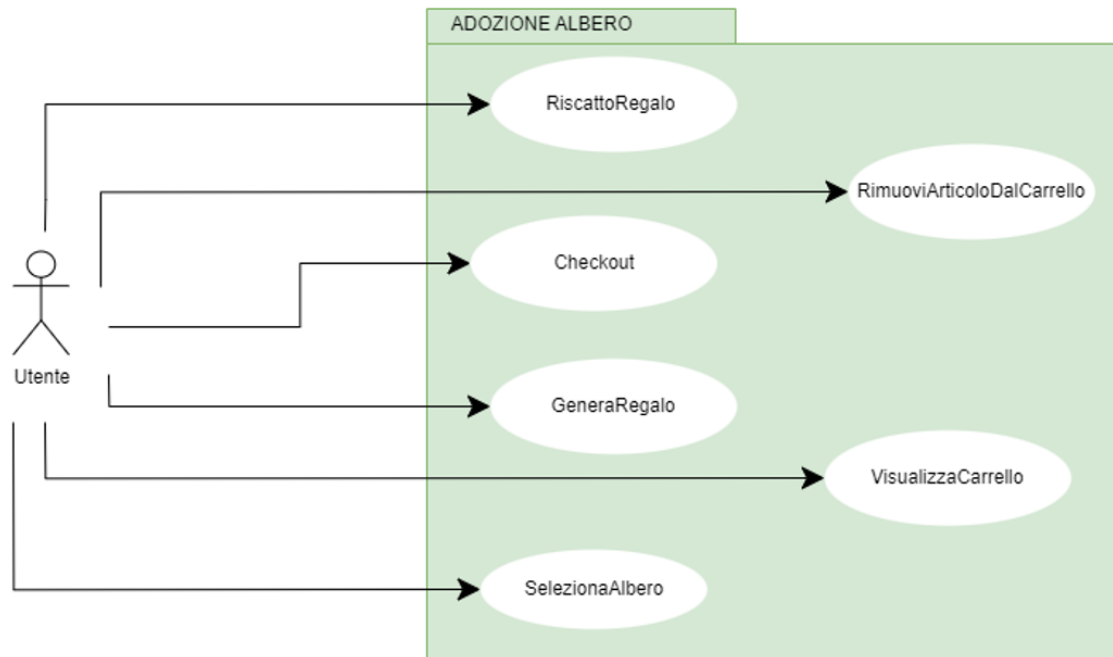 ADOZIONE ALBERO
RiscattoRegalo
RimuoviArticoloDalCarrello
Checkout
Utente
GeneraRegalo
VisualizzaCarrello
SelezionaAlbero